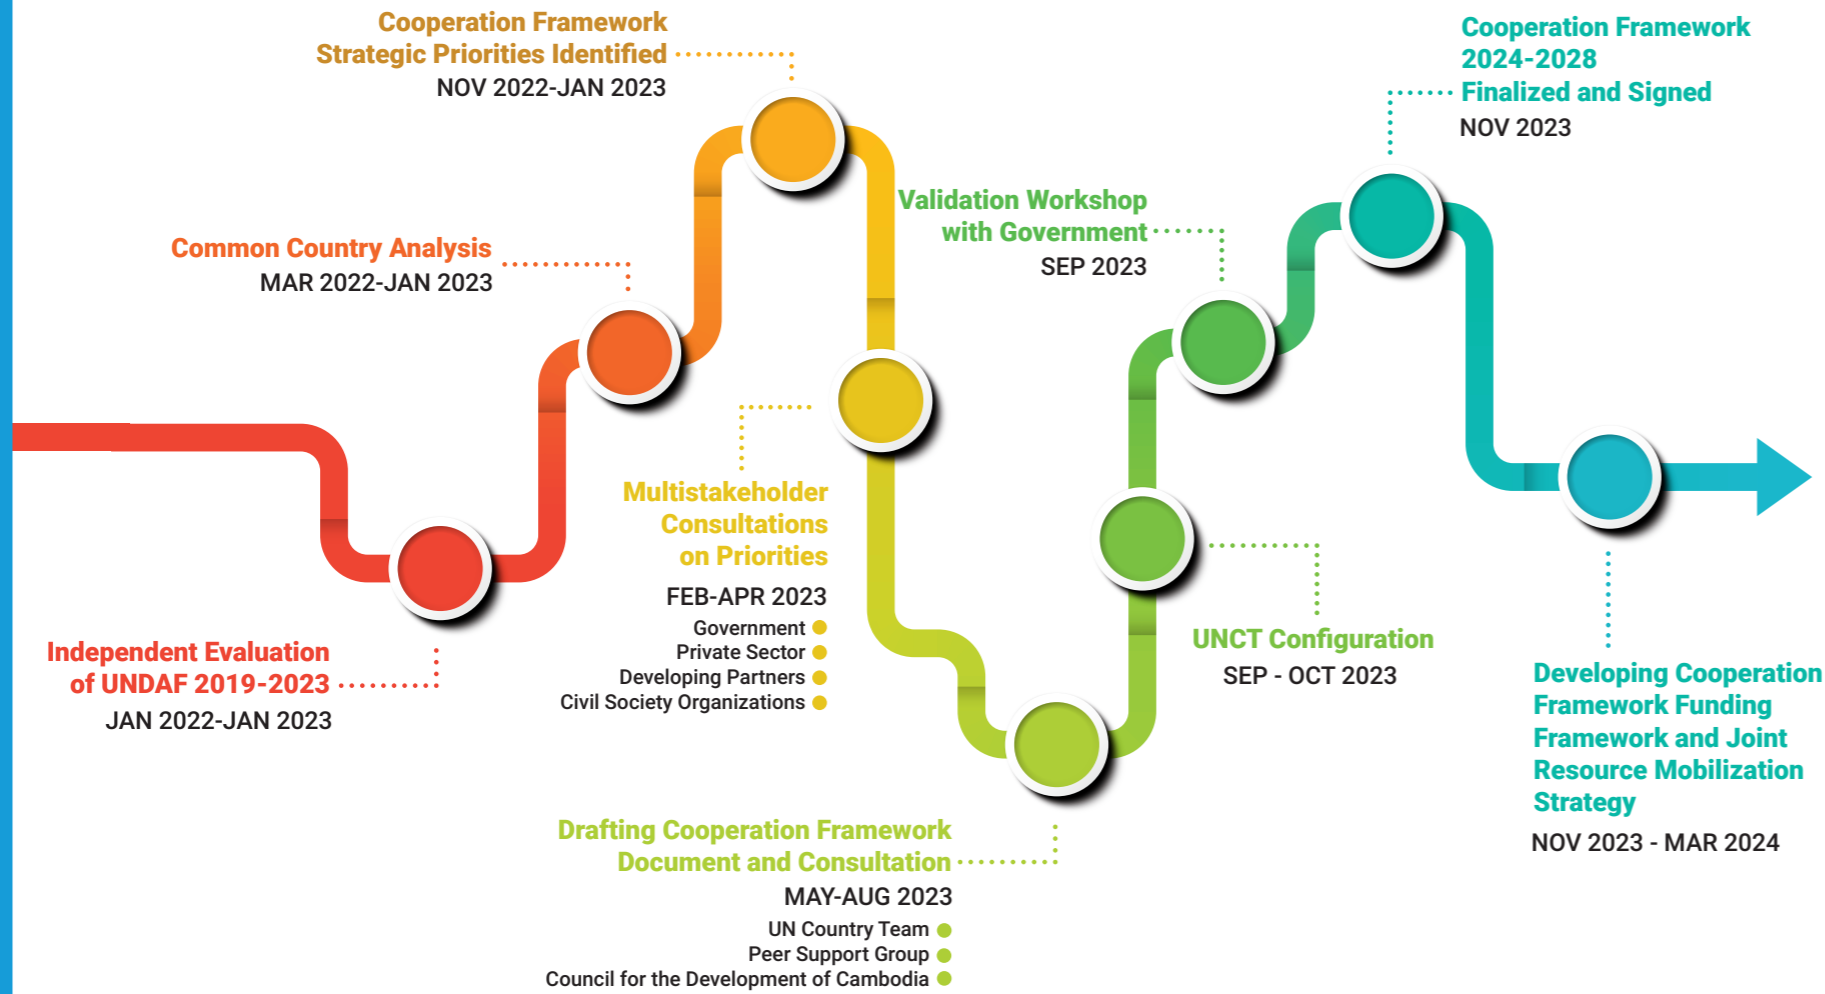 Cooperation Framework
Strategic Priorities Identified
NOV 2022-JAN 2023
Cooperation Framework
2024-2028
Finalized and Signed
NOV 2023
Validation Workshop
with Government
SEP 2023
Common Country Analysis
MAR 2022-JAN 2023
Multistakeholder
Consultations
on Priorities
FEB-APR 2023
Government
Private Sector
Developing Partners
Civil Society Organizations
Independent Evaluation
of UNDAF 2019-2023
JAN 2022-JAN 2023
UNCT Configuration
SEP - OCT 2023
Developing Cooperation
Framework Funding
Framework and Joint
Resource Mobilization
Strategy
NOV 2023 - MAR 2024
Drafting Cooperation Framework
Document and Consultation
MAY-AUG 2023
UN Country Team
Peer Support Group
Council for the Development of Cambodia